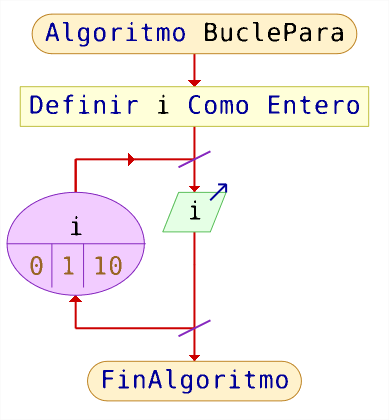 Algoritmo BuclePara
Definir i Como Entero
i
i
0 1 10
FinAlgoritmo